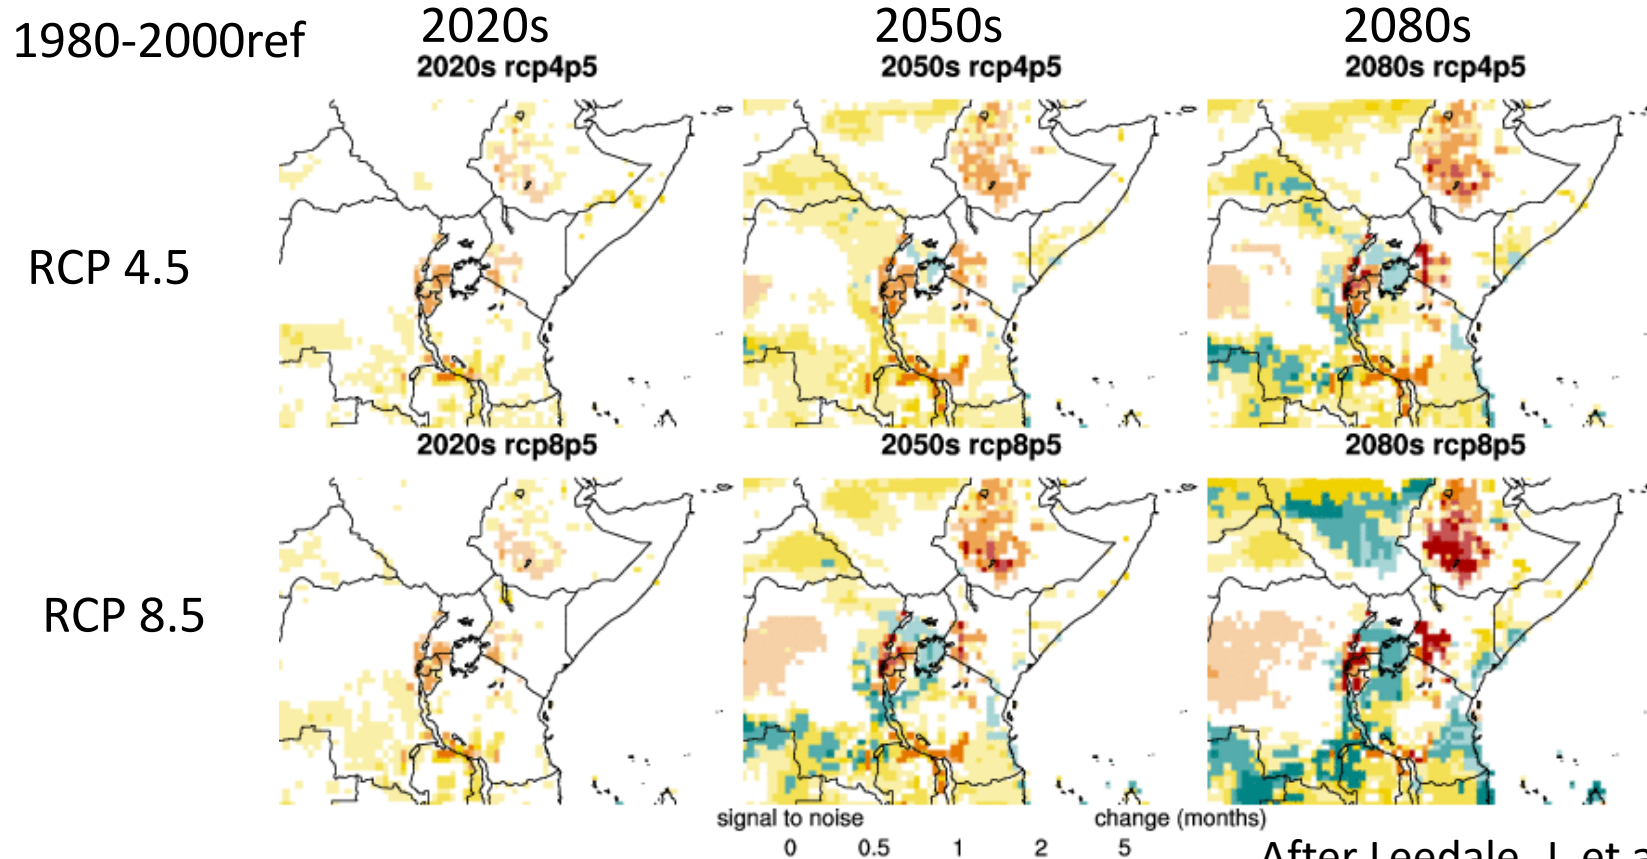 1980-2000ref
2020s
2050s
2080s
2020s rcp4p5
2050s rcp4p5
2080s rcp4p5
RCP 4.5
2020s rcp8p5
2050s rcp8p5
2080s rcp8p5
RCP 8.5
signal to noise
change (months)
0 0.5 1 2 5
After Leedale, J. et a